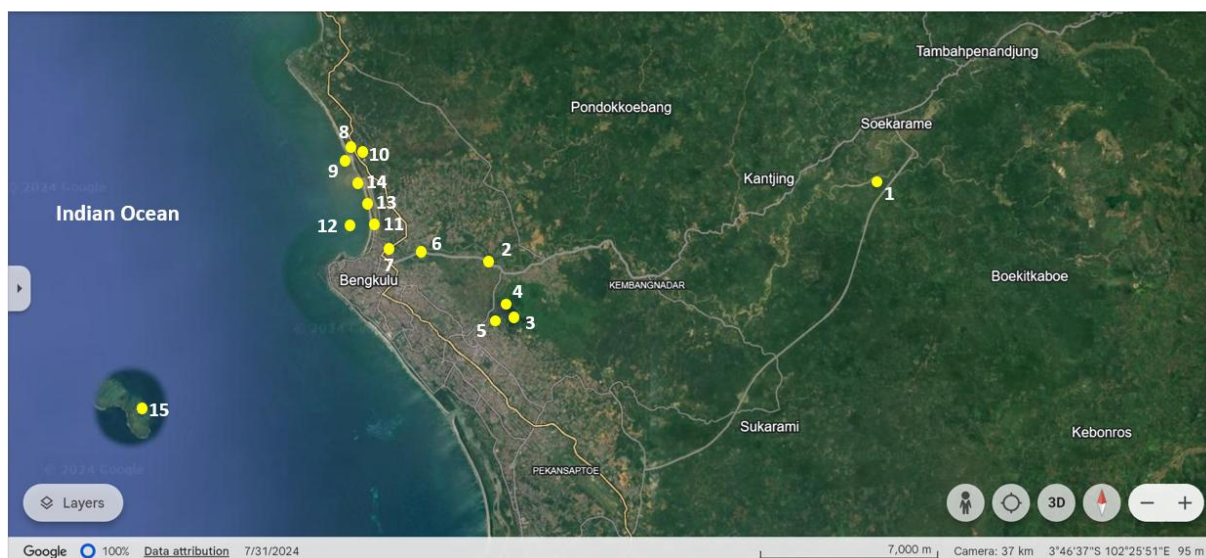 Tambahpenandjung
Pondokkoebang
Soekarame
8
10
9
Kantjing
14
1
© 2024 Google
13
Indian Ocean
12
11
6
2
7
Boekitkaboe
Bengkulu
KEMBANGNADAR
4
5
3
15
Sukarami
Kebonros
© 2024 Google
PEKANSAPTOE
Layers
3D
Google
100%
Data attribution
7/31/2024
7,000 m
Camera: 37 km
3°46'37"S 102°25'51"E
95 m